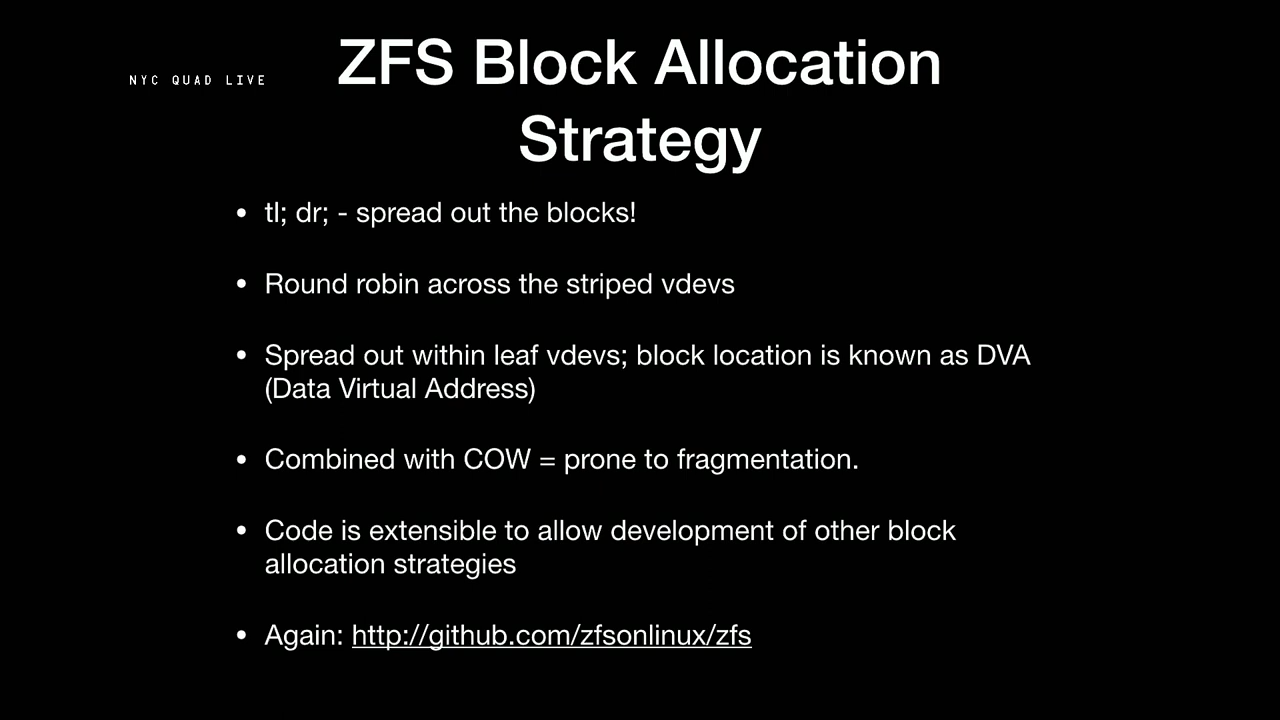 NYC QUAD LIVE
ZFS Block Allocation
Strategy
• tl; dr; - spread out the blocks!
• Round robin across the striped vdevs
• Spread out within leaf vdevs; block location is known as DVA
(Data Virtual Address)
• Combined with COW = prone to fragmentation.
• Code is extensible to allow development of other block
allocation strategies
• Again: http://github.com/zfsonlinux/zfs